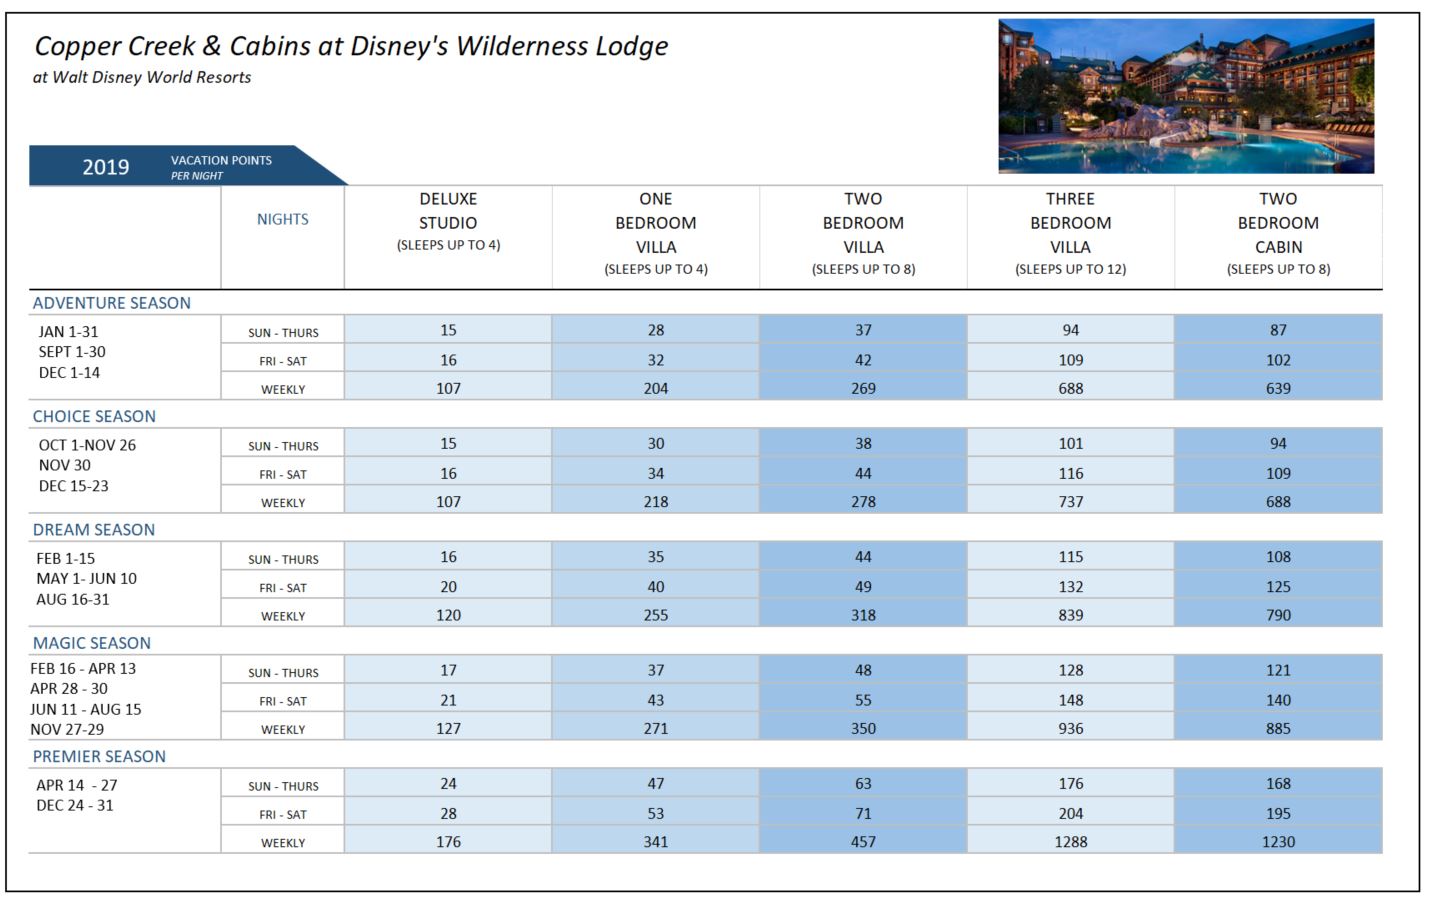 Copper Creek & Cabins at Disney's Wilderness Lodge
at Walt Disney World Resorts
2019 VACATION POINTS
PER NIGHT
NIGHTS
DELUXE
STUDIO
(SLEEPS UP TO 4)
ONE
BEDROOM
VILLA
(SLEEPS UP TO 4)
TWO
BEDROOM
VILLA
(SLEEPS UP TO 8)
THREE
BEDROOM
VILLA
(SLEEPS UP TO 12)
TWO
BEDROOM
CABIN
(SLEEPS UP TO 8)
ADVENTURE SEASON
JAN 1-31
SEPT 1-30
DEC 1-14
SUN - THURS 15 28 37 94 87
FRI - SAT 16 32 42 109 102
WEEKLY 107 204 269 688 639
CHOICE SEASON
OCT 1-NOV 26
NOV 30
DEC 15-23
SUN - THURS 15 30 38 101 94
FRI - SAT 16 34 44 116 109
WEEKLY 107 218 278 737 688
DREAM SEASON
FEB 1-15
MAY 1- JUN 10
AUG 16-31
SUN - THURS 16 35 44 115 108
FRI - SAT 20 40 49 132 125
WEEKLY 120 255 318 839 790
MAGIC SEASON
FEB 16 - APR 13
APR 28 - 30
JUN 11 - AUG 15
NOV 27-29
SUN - THURS 17 37 48 128 121
FRI - SAT 21 43 55 148 140
WEEKLY 127 271 350 936 885
PREMIER SEASON
APR 14 - 27
DEC 24 - 31
SUN - THURS 24 47 63 176 168
FRI - SAT 28 53 71 204 195
WEEKLY 176 341 457 1288 1230